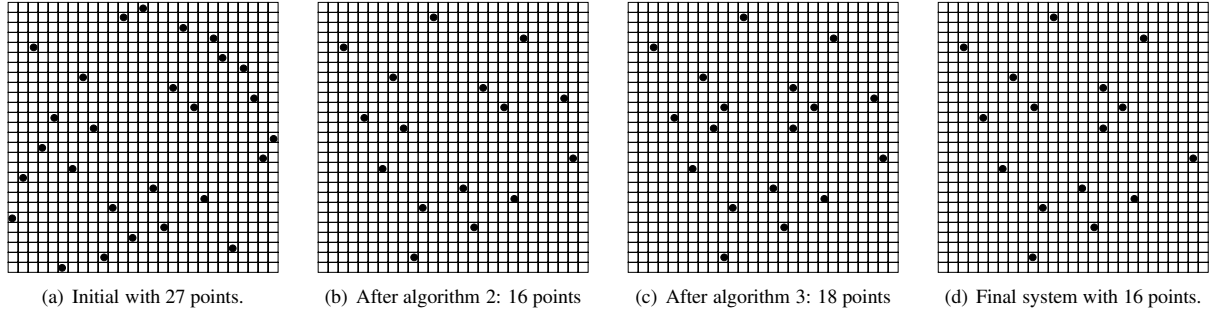 (a) Initial with 27 points.
(b) After algorithm 2: 16 points
(c) After algorithm 3: 18 points
(d) Final system with 16 points.